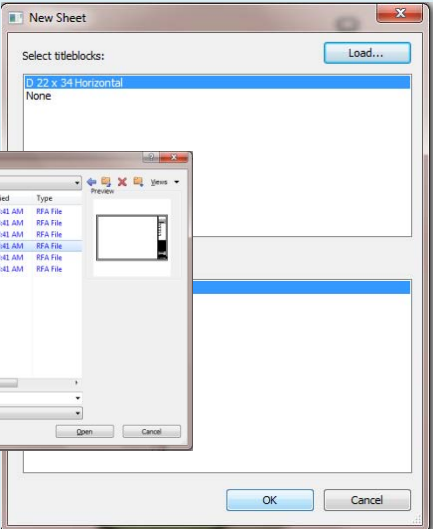 New Sheet
Select titleblocks:
Load...
D 22 x 34 Horizontal
None
Views
Preview
ied Type
:41 AM RFA File
:41 AM RFA File
:41 AM RFA File
:41 AM RFA File
:41 AM RFA File
:41 AM RFA File
Open Cancel
OK Cancel